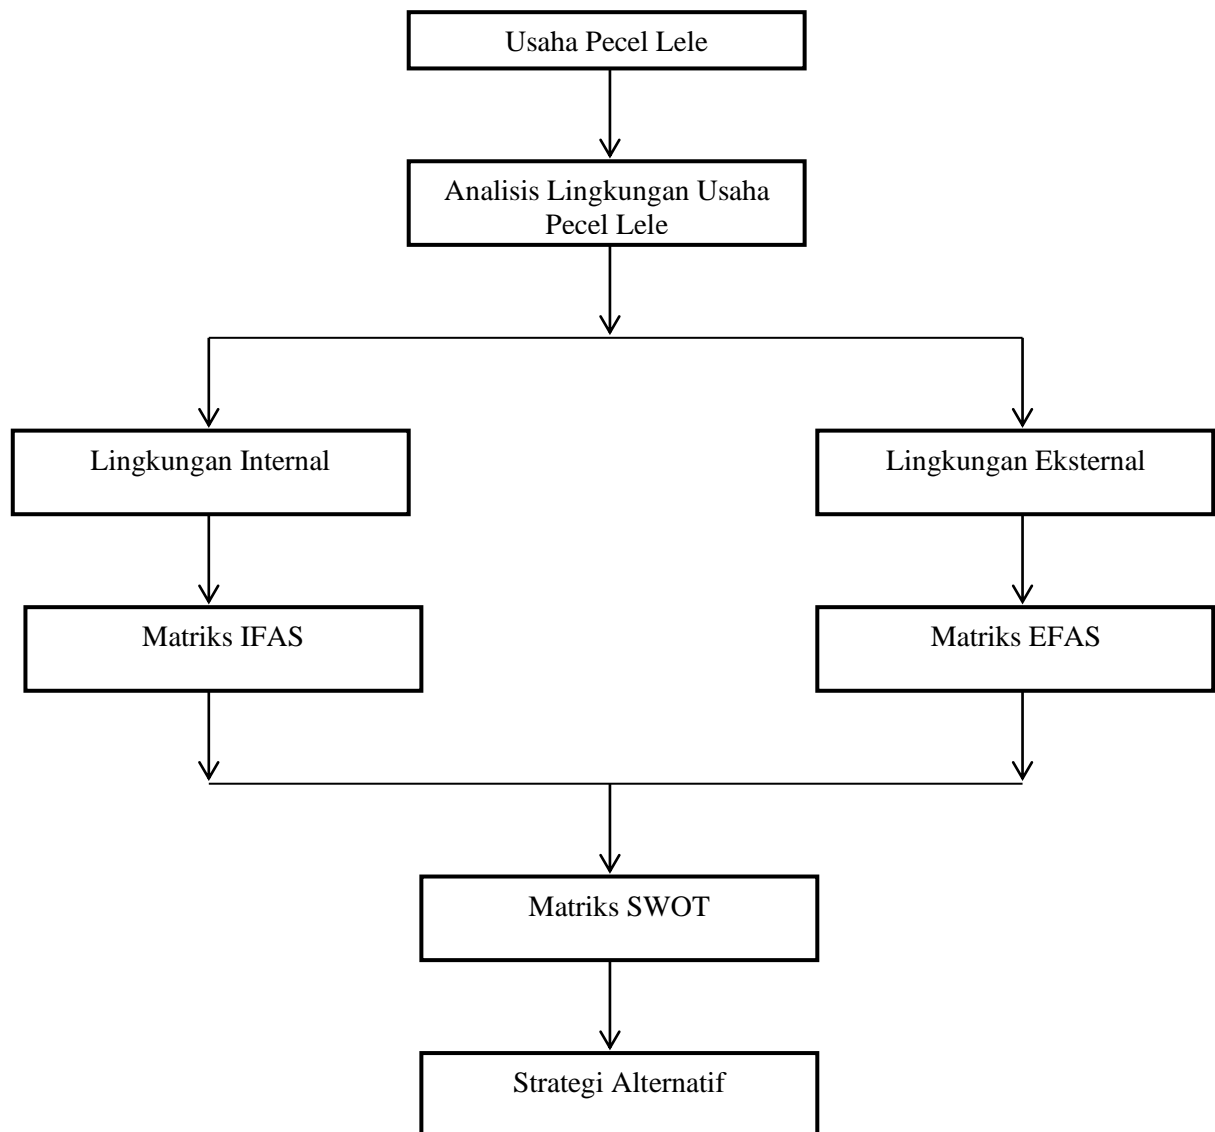 Usaha Pecel Lele
Analisis Lingkungan Usaha
Pecel Lele
Lingkungan Internal
Lingkungan Eksternal
Matriks IFAS
Matriks EFAS
Matriks SWOT
Strategi Alternatif